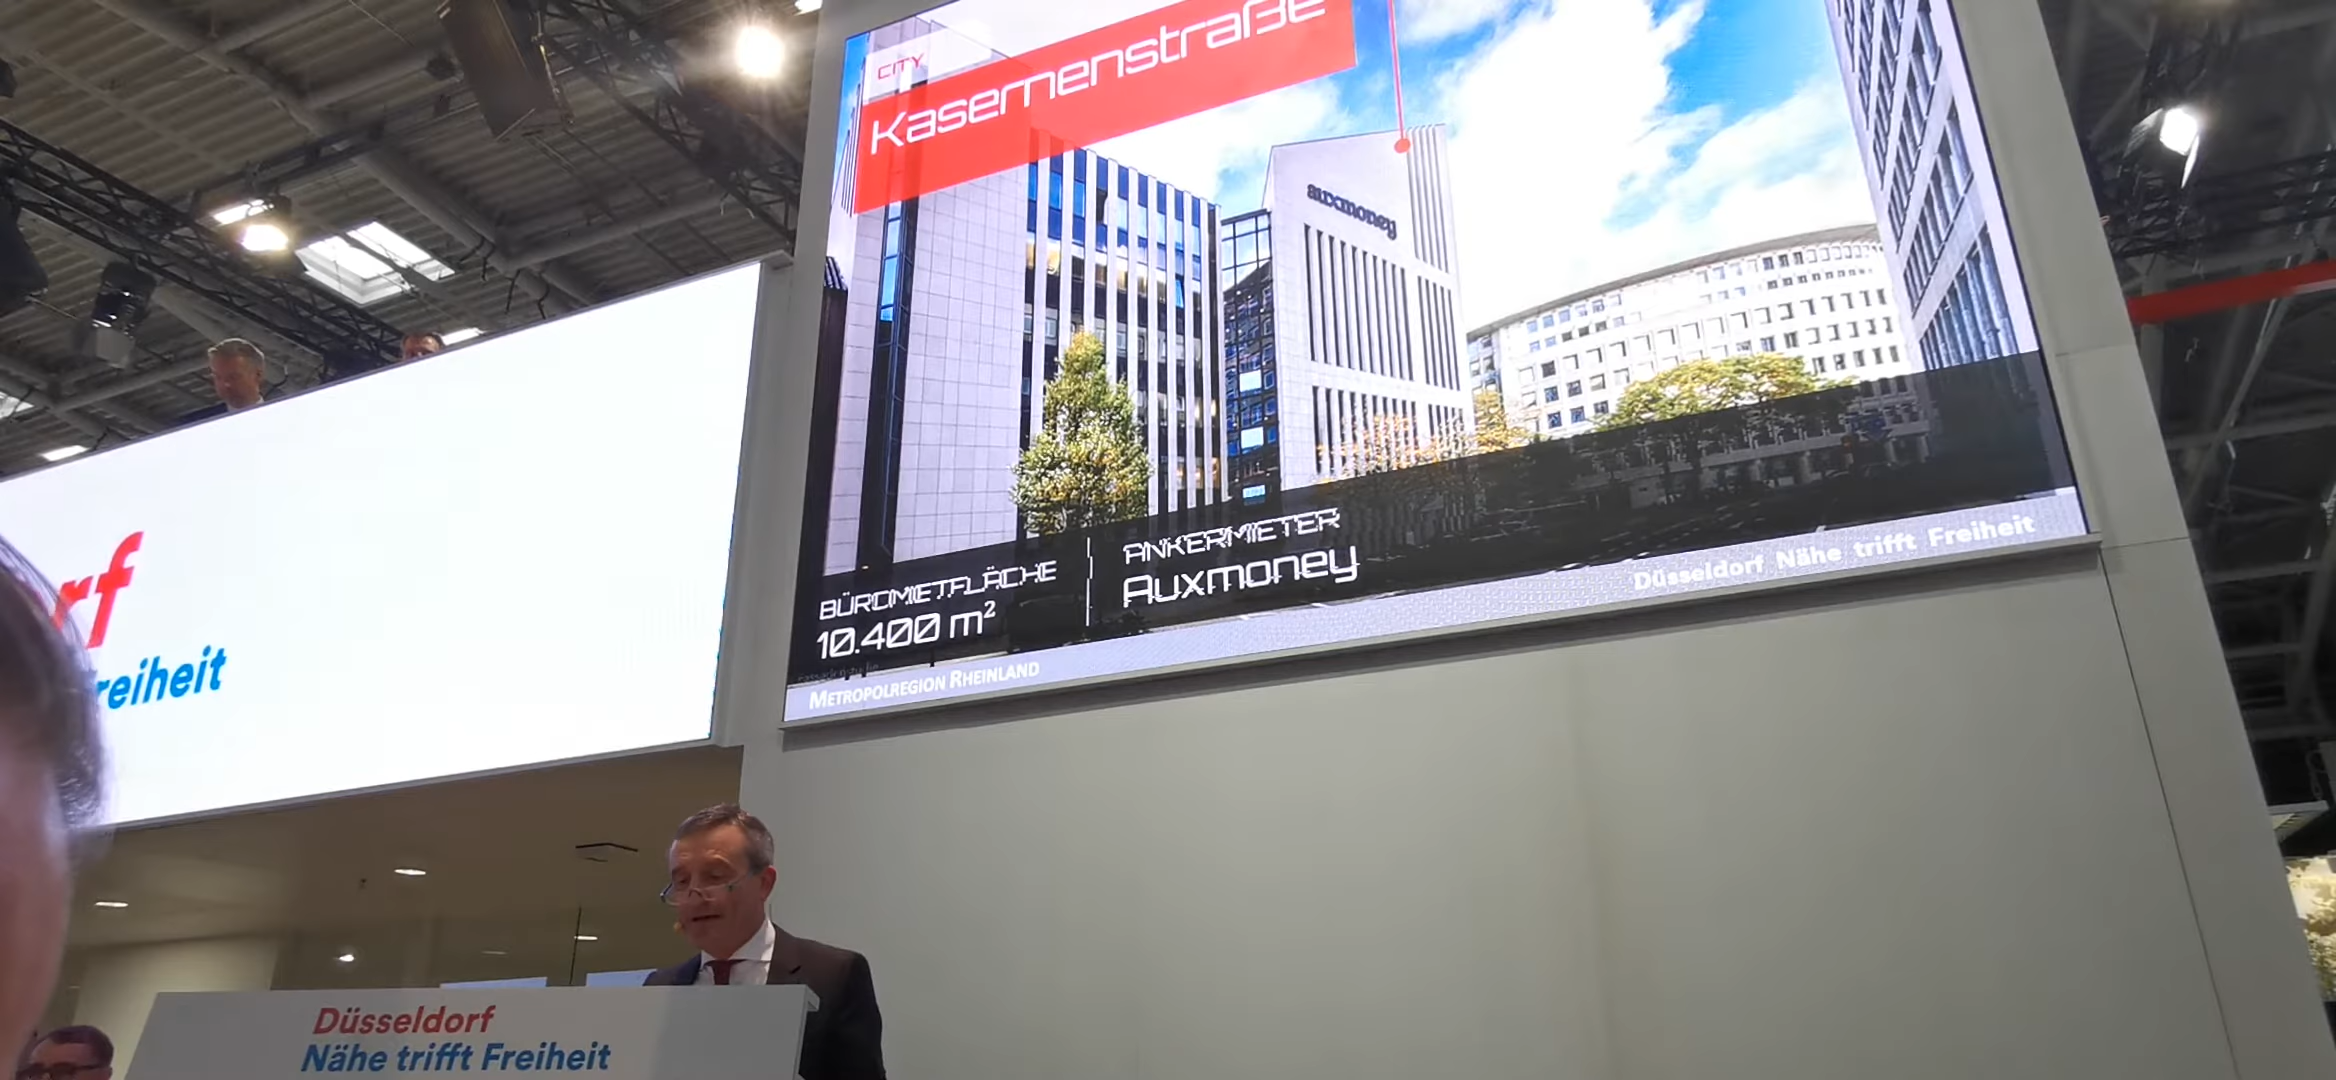 CITY
Kasernenstraße
auxmoney
BÜROMIETFLÄCHE
10.400 m²
ANKERMIETER
Auxmoney
METROPOLREGION RHEINLAND
Düsseldorf Nähe trifft Freiheit
rf
reiheit
Düsseldorf
Nähe trifft Freiheit